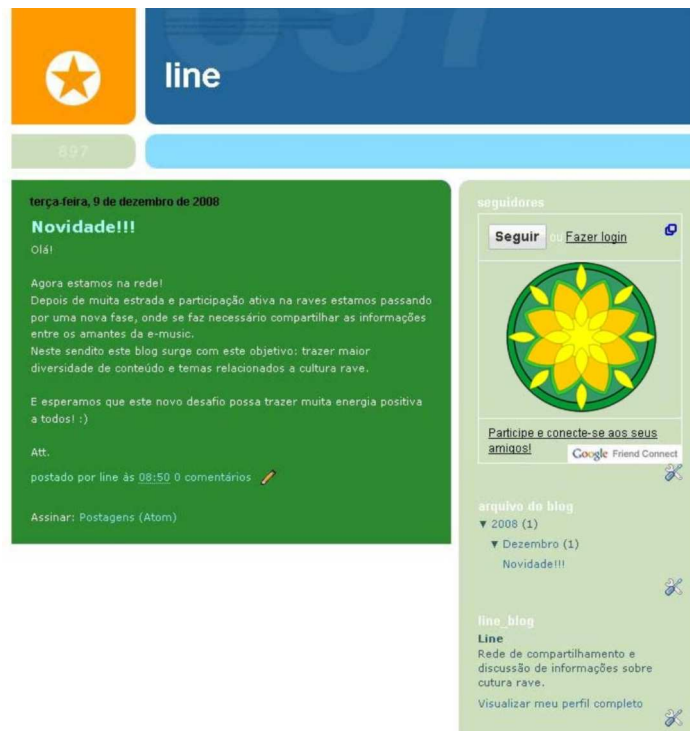 897
line
897
terça-feira, 9 de dezembro de 2008
Novidade!!!
Olá!
Agora estamos na rede!
Depois de muita estrada e participação ativa na raves estamos passando
por uma nova fase, onde se faz necessário compartilhar as informações
entre os amantes da e-music.
Neste sendito este blog surge com este objetivo: trazer maior
diversidade de conteúdo e temas relacionados a cultura rave.
E esperamos que este novo desafio possa trazer muita energia positiva
a todos! :)
Att.
postado por line às 08:50 0 comentários
Assinar: Postagens (Atom)
seguidores
Seguir ou Fazer login
Participe e conecte-se aos seus
amigos!
Google Friend Connect
arquivo do blog
▼ 2008 (1)
▼ Dezembro (1)
Novidade!!!
line_blog
Line
Rede de compartilhamento e
discussão de informações sobre
cutura rave.
Visualizar meu perfil completo